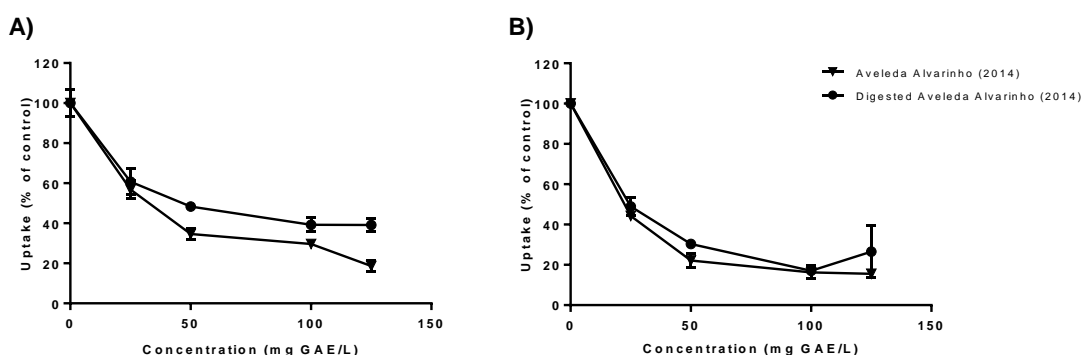 A)
120
100
80
60
40
20
0
Uptake (% of control)
0 50 100 150
Concentration (mg GAE/L)
B)
120
100
80
60
40
20
0
Uptake (% of control)
0 50 100 150
Concentration (mg GAE/L)
Aveleda Alvarinho (2014)
Digested Aveleda Alvarinho (2014)